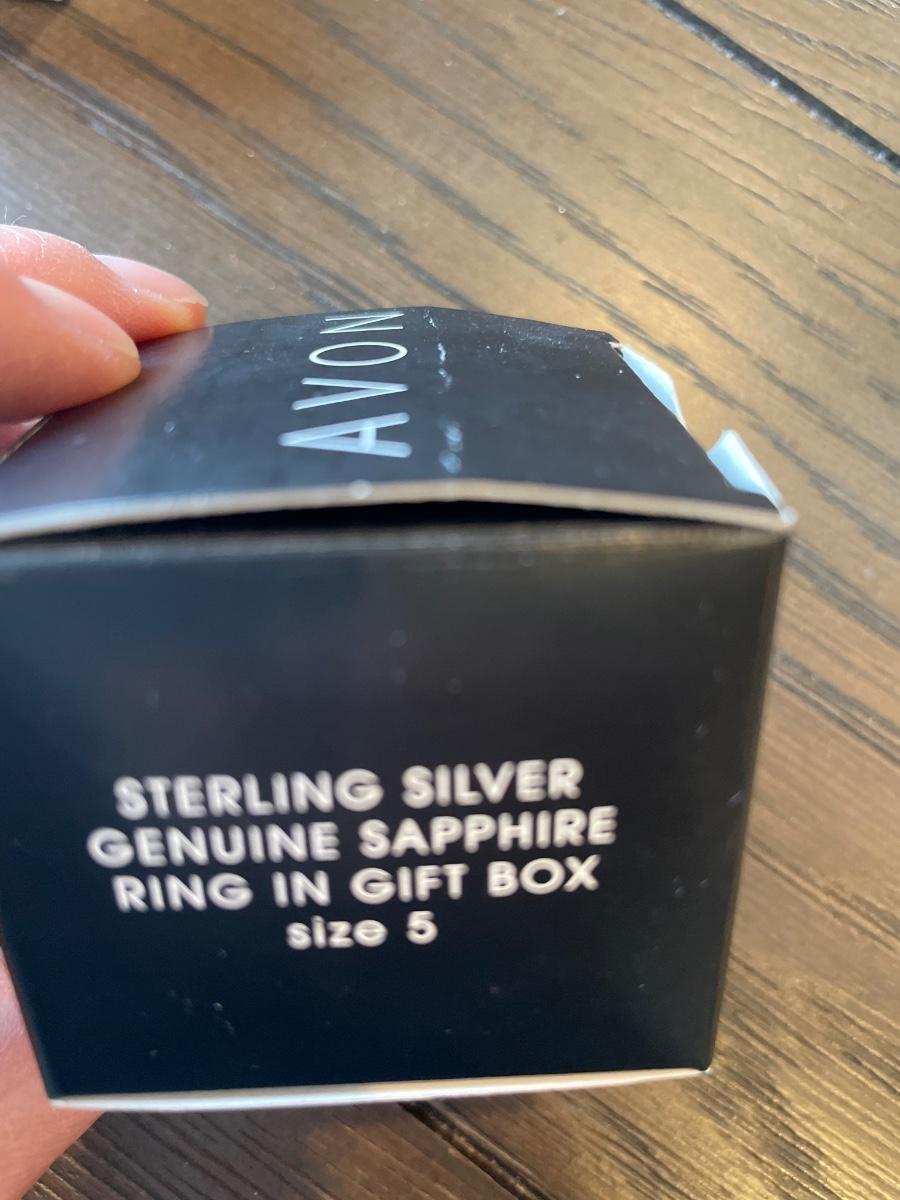 AVON
STERLING SILVER
GENUINE SAPPHIRE
RING IN GIFT BOX
size 5